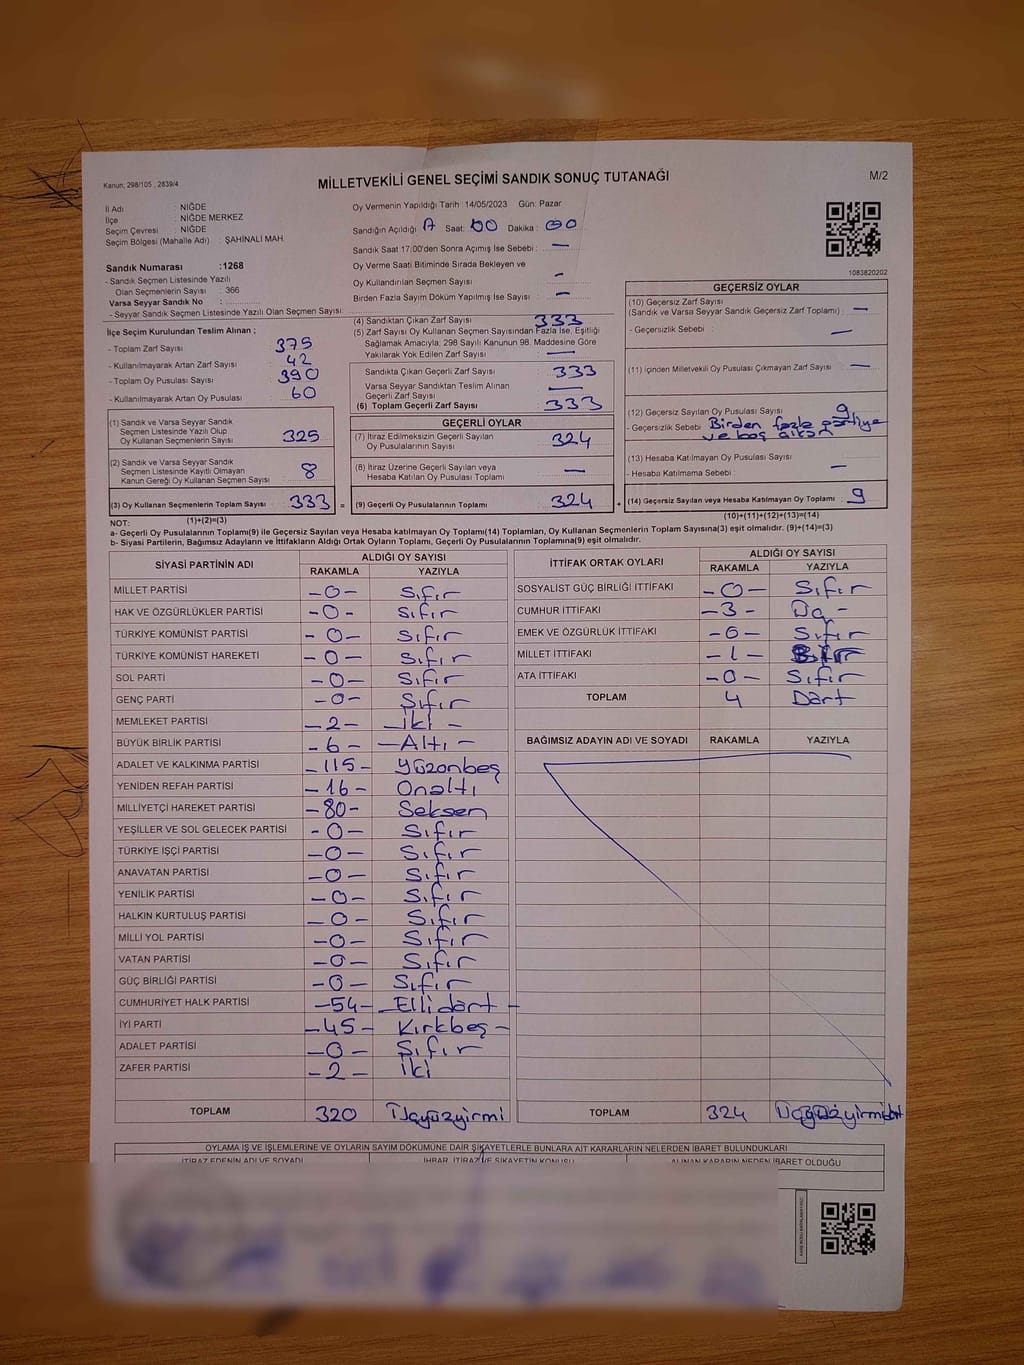 Kanun; 298/105 , 2839/4
MİLLETVEKİLİ GENEL SEÇİMİ SANDIK SONUÇ TUTANAĞI
M/2
İl Adı : NİĞDE
İlçe : NİĞDE MERKEZ
Seçim Çevresi : NİĞDE
Seçim Bölgesi (Mahalle Adı) : ŞAHİNALİ MAH
Sandık Numarası :1268
- Sandık Seçmen Listesinde Yazılı
Olan Seçmenlerin Sayısı : 366
Varsa Seyyar Sandık No :
- Seyyar Sandık Seçmen Listesinde Yazılı Olan Seçmen Sayısı:
Oy Vermenin Yapıldığı Tarih :14/05/2023 Gün: Pazar
Sandığın Açıldığı Saat: Dakika:
Sandık Saat 17.00'den Sonra Açımış İse Sebebi : —
Oy Verme Saati Bitiminde Sırada Bekleyen ve
Oy Kullandırılan Seçmen Sayısı : –
Birden Fazla Sayım Döküm Yapılmış İse Sayısı : –
1083820202
İlçe Seçim Kurulundan Teslim Alınan ;
- Toplam Zarf Sayısı : 375
- Kullanılmayarak Artan Zarf Sayısı : 42
- Toplam Oy Pusulası Sayısı : 390
- Kullanılmayarak Artan Oy Pusulası : 60
(4) Sandıktan Çıkan Zarf Sayısı : 333
(5) Zarf Sayısı Oy Kullanan Seçmen Sayısından Fazla İse, Eşitliği
Sağlamak Amacıyla, 298 Sayılı Kanunun 98. Maddesine Göre
Yakılarak Yok Edilen Zarf Sayısı : —
Sandıkta Çıkan Geçerli Zarf Sayısı : 333
Varsa Seyyar Sandıktan Teslim Alınan
Geçerli Zarf Sayısı : —
(6) Toplam Geçerli Zarf Sayısı : 333
GEÇERSİZ OYLAR
(10) Geçersiz Zarf Sayısı
(Sandık ve Varsa Seyyar Sandık Geçersiz Zarf Toplamı) : —
- Geçersizlik Sebebi : —
(11) İçinden Milletvekili Oy Pusulası Çıkmayan Zarf Sayısı : —
(12) Geçersiz Sayılan Oy Pusulası Sayısı : 9
- Geçersizlik Sebebi : Birden fazla partiye
ve boş
(13) Hesaba Katılmayan Oy Pusulası Sayısı
- Hesaba Katılmama Sebebi : —
(14) Geçersiz Sayılan veya Hesaba Katılmayan Oy Toplamı : 9
(10)+(11)+(12)+(13)=(14)
(1) Sandık ve Varsa Seyyar Sandık
Seçmen Listesinde Yazılı Olup
Oy Kullanan Seçmenlerin Sayısı : 325
(2) Sandık ve Varsa Seyyar Sandık
Seçmen Listesinde Kayıtlı Olmayan
Kanun Gereği Oy Kullanan Seçmen Sayısı : 8
(3) Oy Kullanan Seçmenlerin Toplam Sayısı : 333 =
(1)+(2)=(3)
GEÇERLİ OYLAR
(7) İtiraz Edilmeksizin Geçerli Sayılan
Oy Pusulalarının Sayısı : 324
(8) İtiraz Üzerine Geçerli Sayılan veya
Hesaba Katılan Oy Pusulası Toplamı : —
(9) Geçerli Oy Pusulalarının Toplamı : 324 +
NOT:
a- Geçerli Oy Pusulalarının Toplamı(9) ile Geçersiz Sayılan veya Hesaba katılmayan Oy Toplamı(14) Toplamları, Oy Kullanan Seçmenlerin Toplam Sayısına(3) eşit olmalıdır. (9)+(14)=(3)
b- Siyasi Partilerin, Bağımsız Adayların ve İttifakların Aldığı Ortak Oyların Toplamı, Geçerli Oy Pusulalarının Toplamına(9) eşit olmalıdır.
SİYASİ PARTİNİN ADI ALDIĞI OY SAYISI
RAKAMLA YAZIYLA
MİLLET PARTİSİ –0– Sıfır
HAK VE ÖZGÜRLÜKLER PARTİSİ –0– Sıfır
TÜRKİYE KOMÜNİST PARTİSİ –0– Sıfır
TÜRKİYE KOMÜNİST HAREKETİ –0– Sıfır
SOL PARTİ –0– Sıfır
GENÇ PARTİ –0– Sıfır
MEMLEKET PARTİSİ –2– İki –
BÜYÜK BİRLİK PARTİSİ –6– –Altı –
ADALET VE KALKINMA PARTİSİ –115– Yüzonbeş
YENİDEN REFAH PARTİSİ –16– Onaltı
MİLLİYETÇİ HAREKET PARTİSİ –80– Seksen
YEŞİLLER VE SOL GELECEK PARTİSİ –0– Sıfır
TÜRKİYE İŞÇİ PARTİSİ –0– Sıfır
ANAVATAN PARTİSİ –0– Sıfır
YENİLİK PARTİSİ –0– Sıfır
HALKIN KURTULUŞ PARTİSİ –0– Sıfır
MİLLİ YOL PARTİSİ –0– Sıfır
VATAN PARTİSİ –0– Sıfır
GÜÇ BİRLİĞİ PARTİSİ –0– Sıfır
CUMHURİYET HALK PARTİSİ –54– Ellidört –
İYİ PARTİ –45– Kırkbeş –
ADALET PARTİSİ –0– Sıfır
ZAFER PARTİSİ –2– İki
TOPLAM 320 Üçyüzyirmi
İTTİFAK ORTAK OYLARI ALDIĞI OY SAYISI
RAKAMLA YAZIYLA
SOSYALİST GÜÇ BİRLİĞİ İTTİFAKI –0– Sıfır
CUMHUR İTTİFAKI –3– Üç –
EMEK VE ÖZGÜRLÜK İTTİFAKI –0– Sıfır
MİLLET İTTİFAKI –1– Bir
ATA İTTİFAKI –0– Sıfır
TOPLAM 4 Dört
BAĞIMSIZ ADAYIN ADI VE SOYADI RAKAMLA YAZIYLA
TOPLAM 324
OYLAMA İŞ VE İŞLEMLERİNE VE OYLARIN SAYIM DÖKÜMÜNE DAİR ŞİKAYETLERLE BUNLARA AİT KARARLARIN NELERDEN İBARET BULUNDUKLARI
İTİRAZ EDENİN ADI VE SOYADI İHBAR, İTİRAZ VE ŞİKAYETİN KONUSU ALINAN KARARIN NEDEN İBARET OLDUĞU